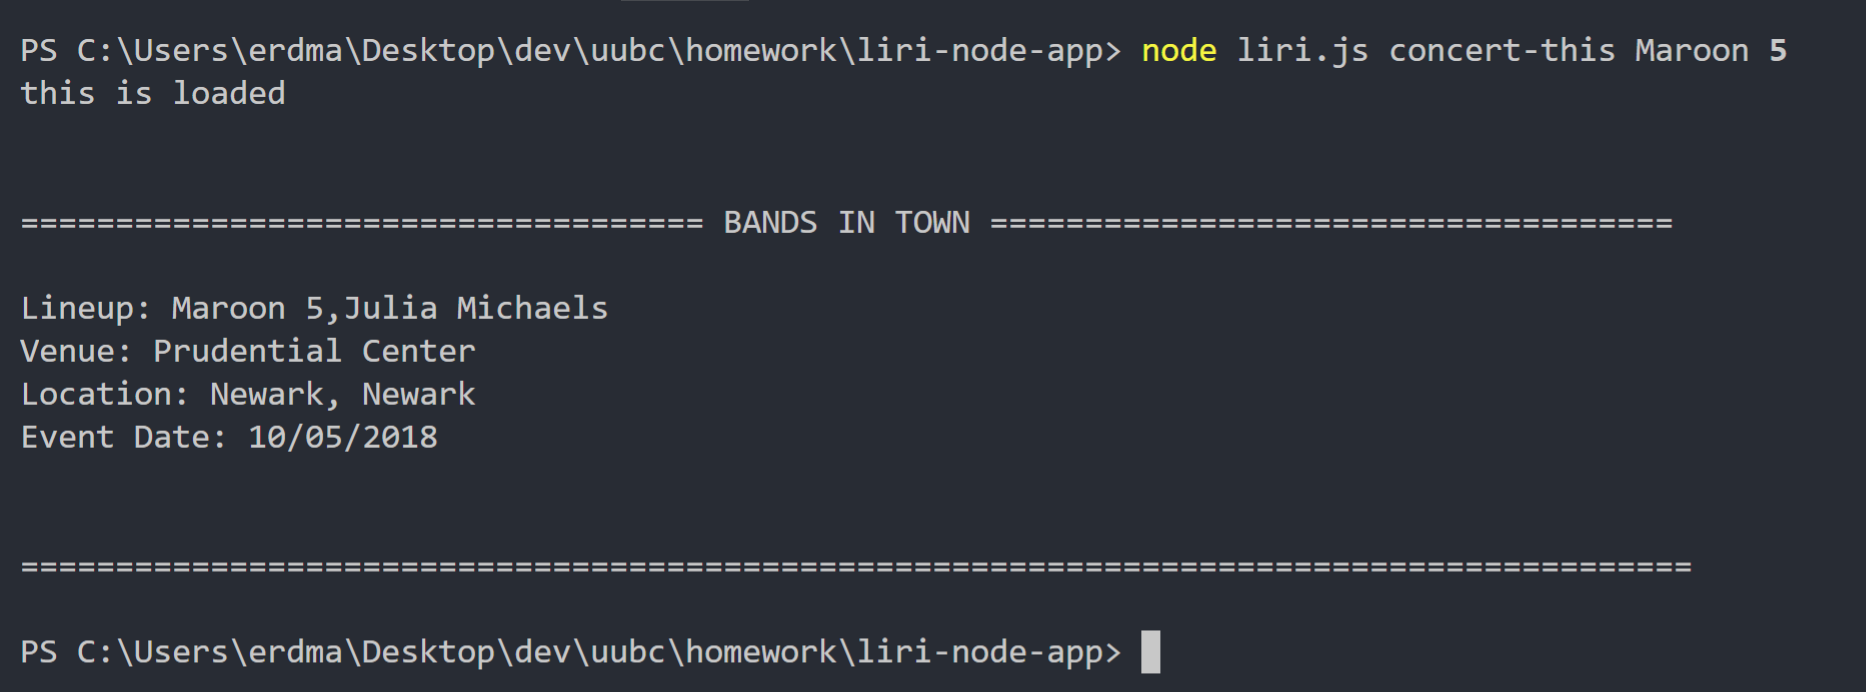 PS C:\Users\erdma\Desktop\dev\uubc\homework\liri-node-app> node liri.js concert-this Maroon 5
this is loaded
==================================== BANDS IN TOWN ====================================
Lineup: Maroon 5,Julia Michaels
Venue: Prudential Center
Location: Newark, Newark
Event Date: 10/05/2018
========================================================================================
PS C:\Users\erdma\Desktop\dev\uubc\homework\liri-node-app>